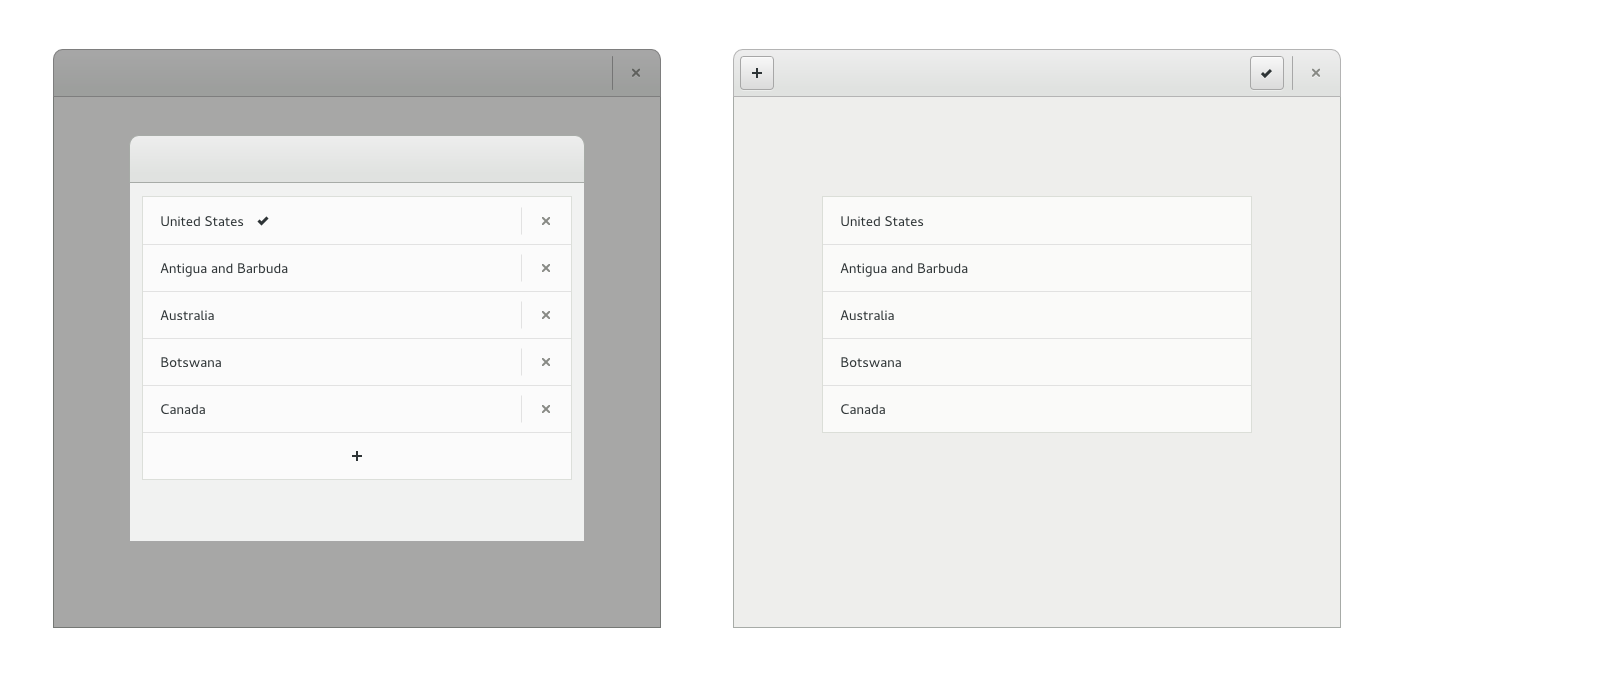 United States
Antigua and Barbuda
Australia
Botswana
Canada
United States
Antigua and Barbuda
Australia
Botswana
Canada